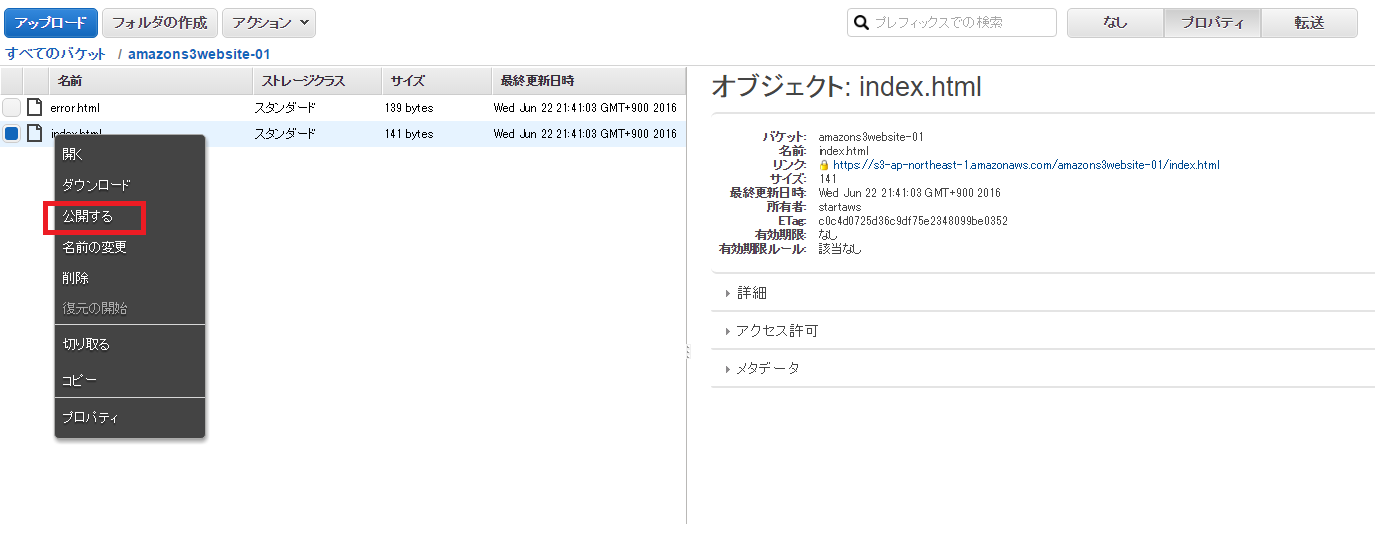 アップロード フォルダの作成 アクション プレフィックスでの検索 なし プロパティ 転送
すべてのバケット / amazons3website-01
名前 ストレージクラス サイズ 最終更新日時
error.html スタンダード 139 bytes Wed Jun 22 21:41:03 GMT+900 2016
index.html スタンダード 141 bytes Wed Jun 22 21:41:03 GMT+900 2016
開く
ダウンロード
公開する
名前の変更
削除
復元の開始
切り取る
コピー
プロパティ
オブジェクト: index.html
バケット: amazons3website-01
名前: index.html
リンク: https://s3-ap-northeast-1.amazonaws.com/amazons3website-01/index.html
サイズ: 141
最終更新日時: Wed Jun 22 21:41:03 GMT+900 2016
所有者: startaws
ETag: c0c4d0725d36c9df75e2348099be0352
有効期限: なし
有効期限ルール: 該当なし
詳細
アクセス許可
メタデータ